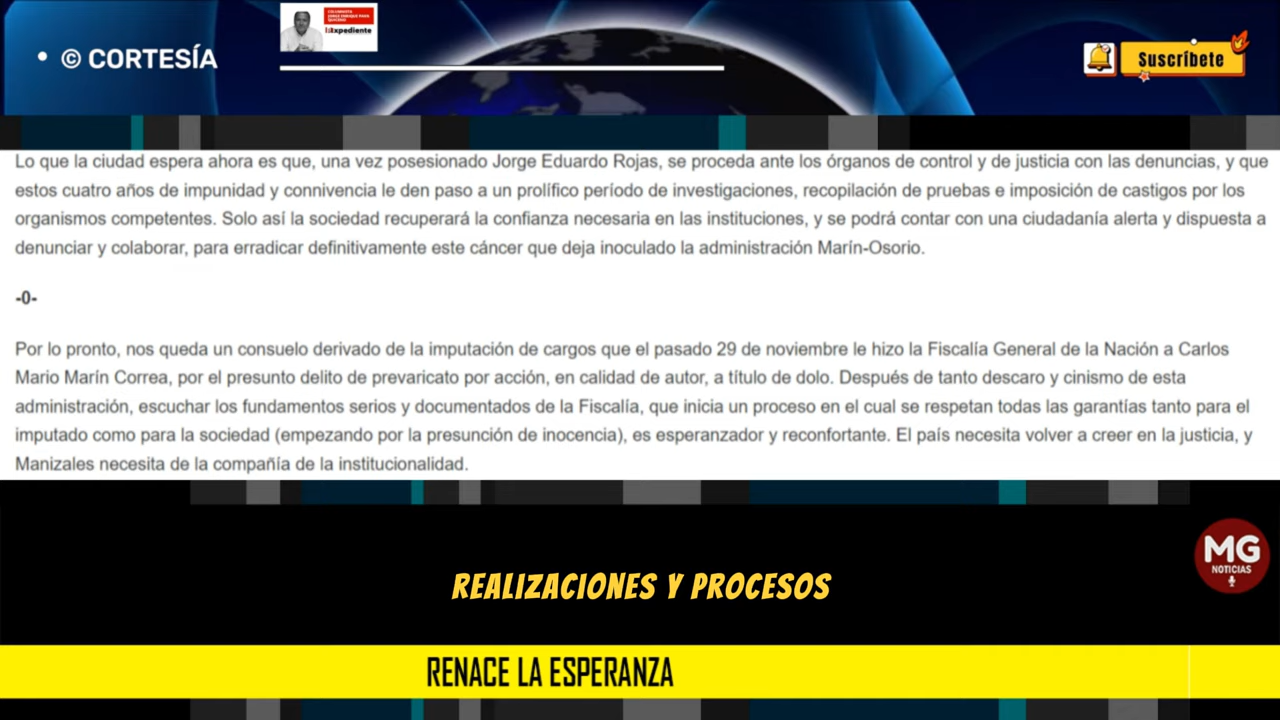 COLUMNISTA
JORGE ENRIQUE PAVA
QUICENO
laExpediente
• © CORTESÍA
Suscríbete
Lo que la ciudad espera ahora es que, una vez posesionado Jorge Eduardo Rojas, se proceda ante los órganos de control y de justicia con las denuncias, y que
estos cuatro años de impunidad y connivencia le den paso a un prolífico período de investigaciones, recopilación de pruebas e imposición de castigos por los
organismos competentes. Solo así la sociedad recuperará la confianza necesaria en las instituciones, y se podrá contar con una ciudadanía alerta y dispuesta a
denunciar y colaborar, para erradicar definitivamente este cáncer que deja inoculado la administración Marín-Osorio.
-0-
Por lo pronto, nos queda un consuelo derivado de la imputación de cargos que el pasado 29 de noviembre le hizo la Fiscalía General de la Nación a Carlos
Mario Marín Correa, por el presunto delito de prevaricato por acción, en calidad de autor, a título de dolo. Después de tanto descaro y cinismo de esta
administración, escuchar los fundamentos serios y documentados de la Fiscalía, que inicia un proceso en el cual se respetan todas las garantías tanto para el
imputado como para la sociedad (empezando por la presunción de inocencia), es esperanzador y reconfortante. El país necesita volver a creer en la justicia, y
Manizales necesita de la compañía de la institucionalidad.
MG
NOTICIAS
REALIZACIONES Y PROCESOS
RENACE LA ESPERANZA